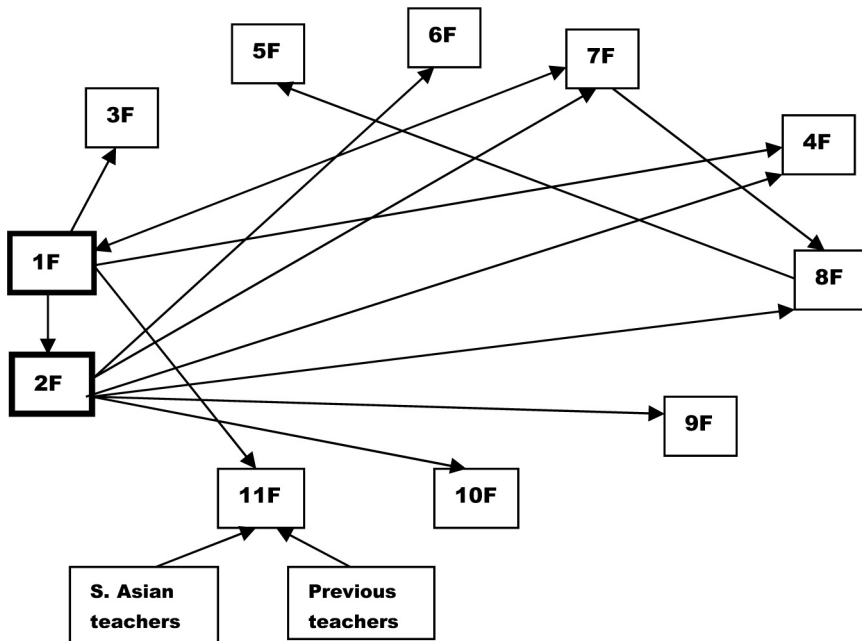 6F
5F
7F
3F
4F
1F
8F
2F
9F
11F
10F
S. Asian
teachers
Previous
teachers